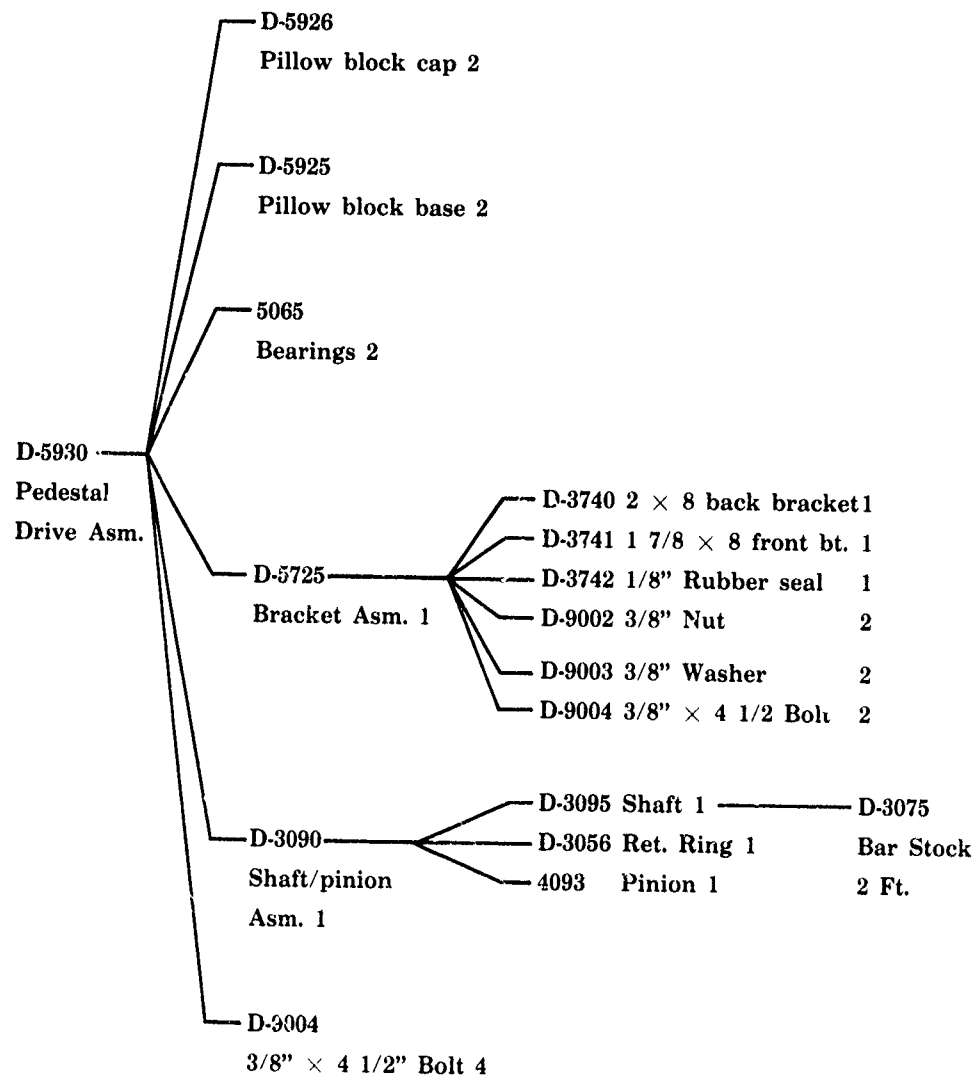 D-5926
Pillow block cap 2
D-5925
Pillow block base 2
5065
Bearings 2
D-5930
Pedestal
Drive Asm.
D-5725
Bracket Asm. 1
D-3740 2 × 8 back bracket 1
D-3741 1 7/8 × 8 front bt. 1
D-3742 1/8” Rubber seal 1
D-9002 3/8” Nut 2
D-9003 3/8” Washer 2
D-9004 3/8” × 4 1/2 Bolt 2
D-3090
Shaft/pinion
Asm. 1
D-3095 Shaft 1
D-3056 Ret. Ring 1
4093 Pinion 1
D-3075
Bar Stock
2 Ft.
D-9004
3/8” × 4 1/2” Bolt 4